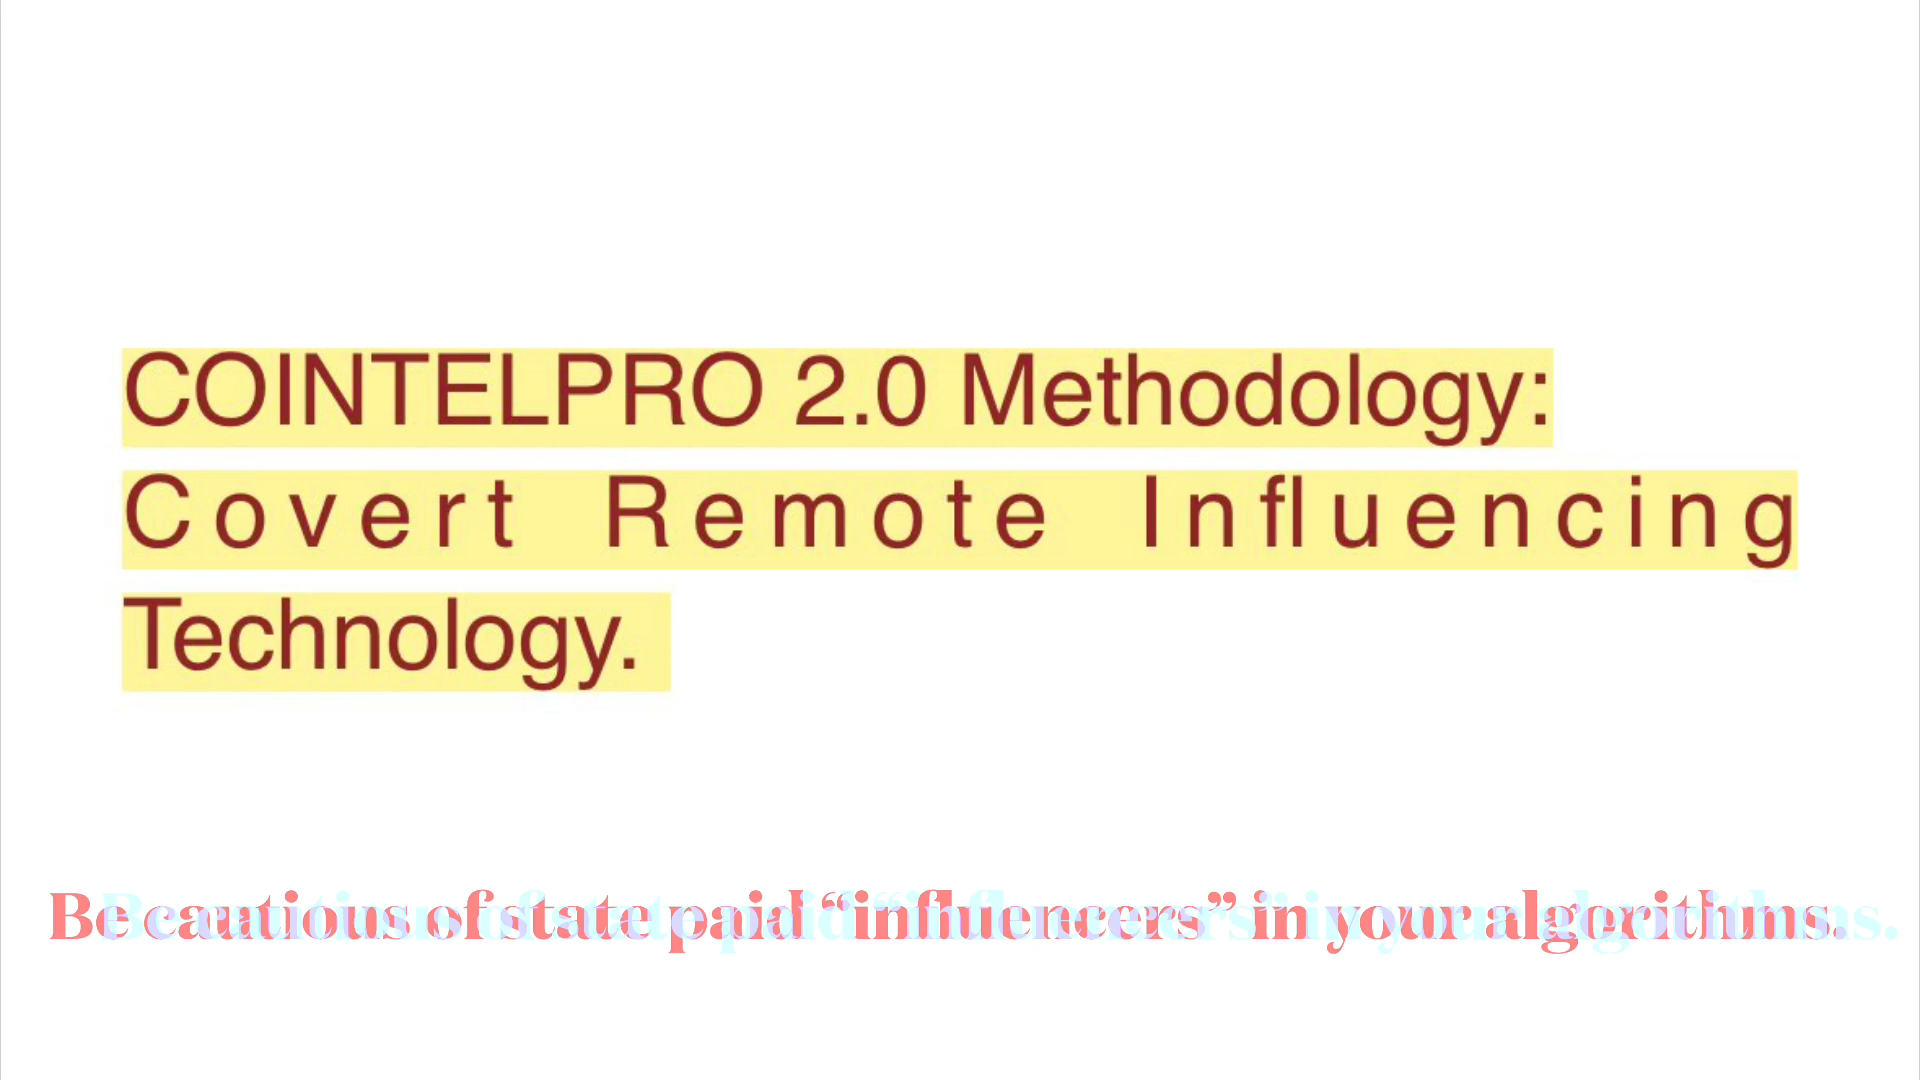 COINTELPRO 2.0 Methodology:
Covert Remote Influencing
Technology.
Be cautious of state paid “influencers” in your algorithms.